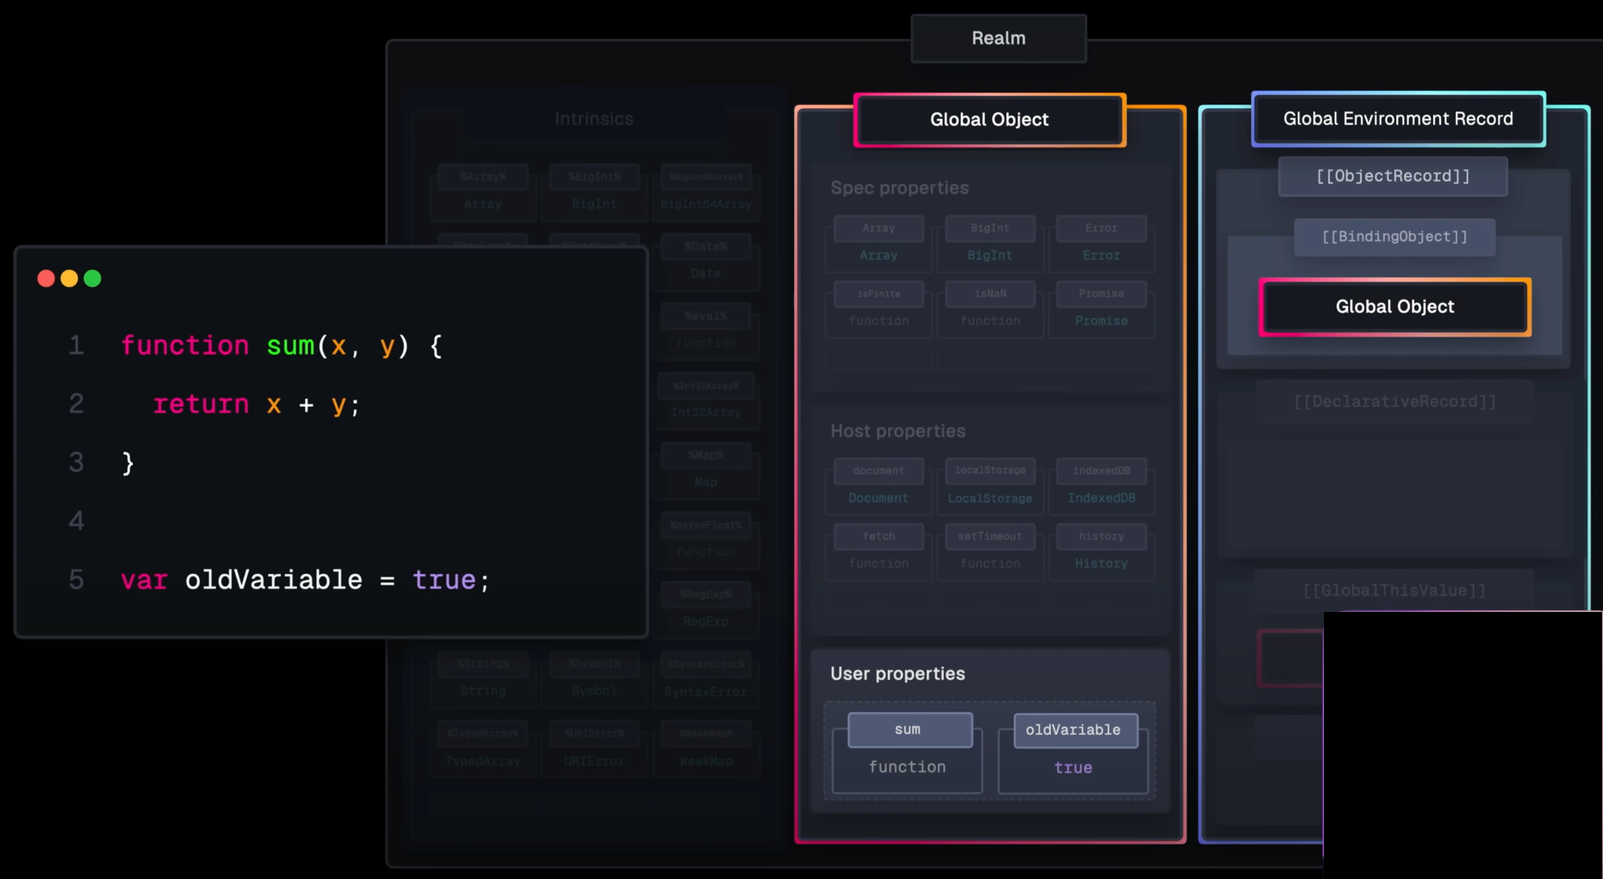 Realm
Intrinsics
%Array%
Array
%BigInt%
BigInt
%BigInt64Array%
BigInt64Array
%Date%
Date
%eval%
function
%Int32Array%
Int32Array
%Map%
Map
%parseFloat%
function
%RegExp%
RegExp
%String%
String
%Symbol%
Symbol
%SyntaxError%
SyntaxError
%TypedArray%
TypedArray
%URIError%
URIError
%WeakMap%
WeakMap
1 function sum(x, y) {
2 return x + y;
3 }
4
5 var oldVariable = true;
Global Object
Spec properties
Array
Array
BigInt
BigInt
Error
Error
isFinite
function
isNaN
function
Promise
Promise
...
Host properties
document
Document
localStorage
LocalStorage
indexedDB
IndexedDB
fetch
function
setTimeout
function
history
History
User properties
sum
function
oldVariable
true
Global Environment Record
[[ObjectRecord]]
[[BindingObject]]
Global Object
[[DeclarativeRecord]]
[[GlobalThisValue]]